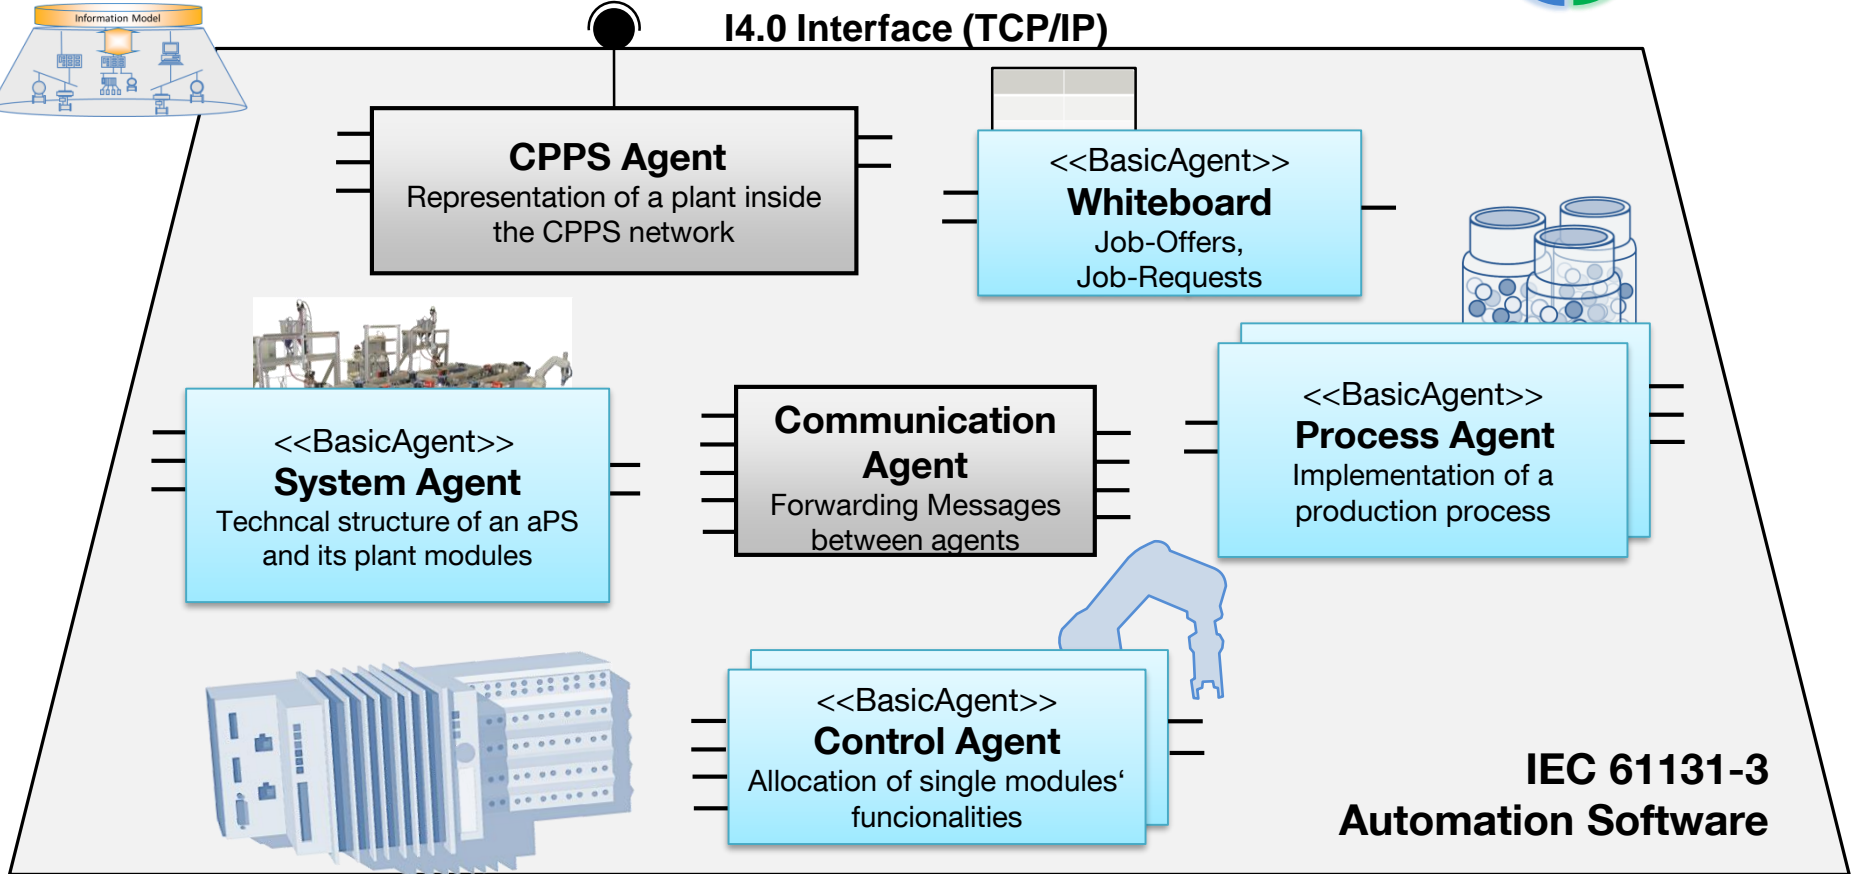 Information Model
I4.0 Interface (TCP/IP)
CPPS Agent
Representation of a plant inside
the CPPS network
<<BasicAgent>>
Whiteboard
Job-Offers,
Job-Requests
<<BasicAgent>>
System Agent
Techncal structure of an aPS
and its plant modules
Communication
Agent
Forwarding Messages
between agents
<<BasicAgent>>
Process Agent
Implementation of a
production process
<<BasicAgent>>
Control Agent
Allocation of single modules‘
funcionalities
IEC 61131-3
Automation Software